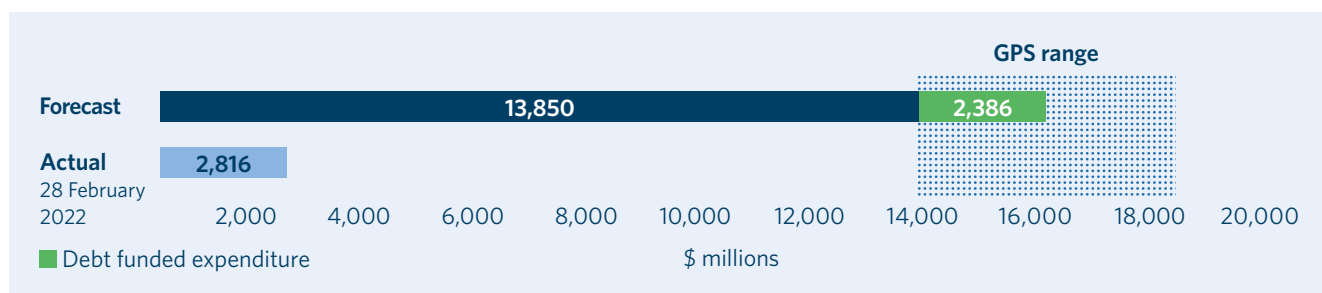 GPS range
Forecast 13,850 2,386
Actual 2,816
28 February
2022 2,000 4,000 6,000 8,000 10,000 12,000 14,000 16,000 18,000 20,000
Debt funded expenditure $ millions